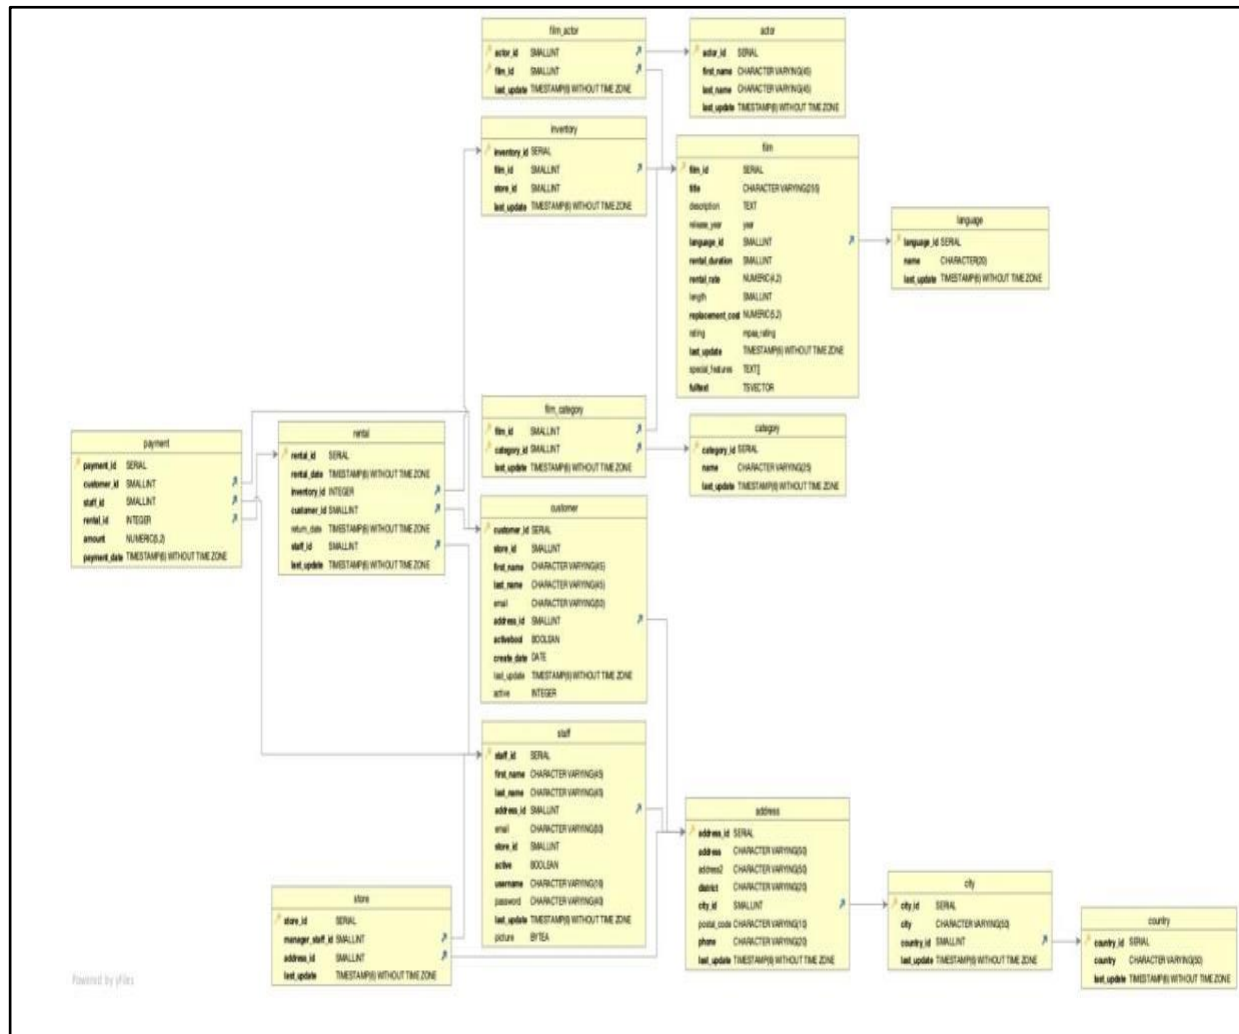 film_actor
actor_id SMALLINT
film_id SMALLINT
last_update TIMESTAMP(6) WITHOUT TIME ZONE
actor
actor_id SERIAL
first_name CHARACTER VARYING(45)
last_name CHARACTER VARYING(45)
last_update TIMESTAMP(6) WITHOUT TIME ZONE
inventory
inventory_id SERIAL
film_id SMALLINT
store_id SMALLINT
last_update TIMESTAMP(6) WITHOUT TIME ZONE
film
film_id SERIAL
title CHARACTER VARYING(255)
description TEXT
release_year year
language_id SMALLINT
rental_duration SMALLINT
rental_rate NUMERIC(4,2)
length SMALLINT
replacement_cost NUMERIC(5,2)
rating mpaa_rating
last_update TIMESTAMP(6) WITHOUT TIME ZONE
special_features TEXT[]
fulltext TSVECTOR
language
language_id SERIAL
name CHARACTER(20)
last_update TIMESTAMP(6) WITHOUT TIME ZONE
film_category
film_id SMALLINT
category_id SMALLINT
last_update TIMESTAMP(6) WITHOUT TIME ZONE
category
category_id SERIAL
name CHARACTER VARYING(25)
last_update TIMESTAMP(6) WITHOUT TIME ZONE
payment
payment_id SERIAL
customer_id SMALLINT
staff_id SMALLINT
rental_id INTEGER
amount NUMERIC(5,2)
payment_date TIMESTAMP(6) WITHOUT TIME ZONE
rental
rental_id SERIAL
rental_date TIMESTAMP(6) WITHOUT TIME ZONE
inventory_id INTEGER
customer_id SMALLINT
return_date TIMESTAMP(6) WITHOUT TIME ZONE
staff_id SMALLINT
last_update TIMESTAMP(6) WITHOUT TIME ZONE
customer
customer_id SERIAL
store_id SMALLINT
first_name CHARACTER VARYING(45)
last_name CHARACTER VARYING(45)
email CHARACTER VARYING(50)
address_id SMALLINT
activebool BOOLEAN
create_date DATE
last_update TIMESTAMP(6) WITHOUT TIME ZONE
active INTEGER
staff
staff_id SERIAL
first_name CHARACTER VARYING(45)
last_name CHARACTER VARYING(45)
address_id SMALLINT
email CHARACTER VARYING(50)
store_id SMALLINT
active BOOLEAN
username CHARACTER VARYING(16)
password CHARACTER VARYING(40)
last_update TIMESTAMP(6) WITHOUT TIME ZONE
picture BYTEA
store
store_id SERIAL
manager_staff_id SMALLINT
address_id SMALLINT
last_update TIMESTAMP(6) WITHOUT TIME ZONE
address
address_id SERIAL
address CHARACTER VARYING(50)
address2 CHARACTER VARYING(50)
district CHARACTER VARYING(20)
city_id SMALLINT
postal_code CHARACTER VARYING(10)
phone CHARACTER VARYING(20)
last_update TIMESTAMP(6) WITHOUT TIME ZONE
city
city_id SERIAL
city CHARACTER VARYING(50)
country_id SMALLINT
last_update TIMESTAMP(6) WITHOUT TIME ZONE
country
country_id SERIAL
country CHARACTER VARYING(50)
last_update TIMESTAMP(6) WITHOUT TIME ZONE
Powered by yFiles